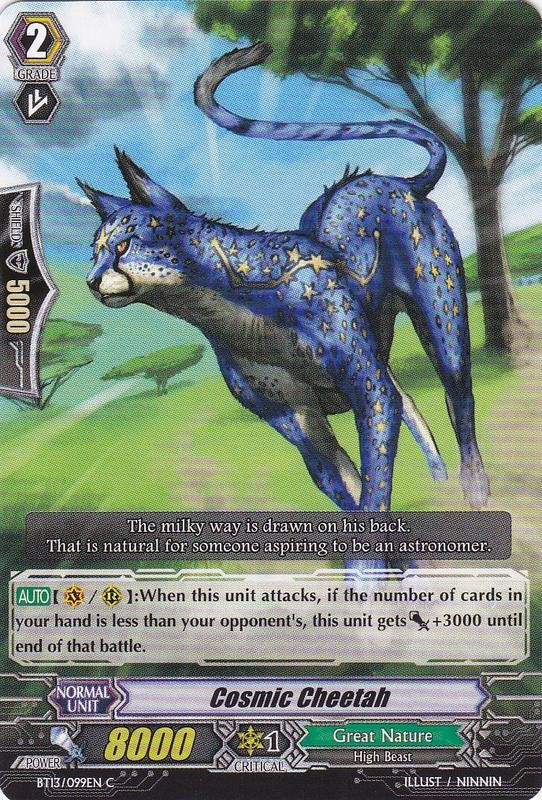 2
GRADE
SHIELD
5000
The milky way is drawn on his back.
That is natural for someone aspiring to be an astronomer.
AUTO [ V / R ]:When this unit attacks, if the number of cards in
your hand is less than your opponent's, this unit gets +3000 until
end of that battle.
NORMAL
UNIT
Cosmic Cheetah
POWER
8000
1
CRITICAL
Great Nature
High Beast
BT13/099EN C
ILLUST / NINNIN